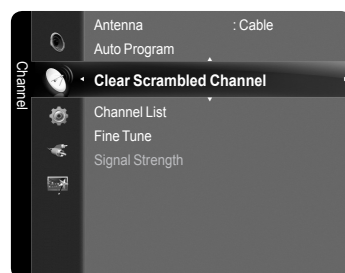 Channel
Antenna : Cable
Auto Program
Clear Scrambled Channel
Channel List
Fine Tune
Signal Strength